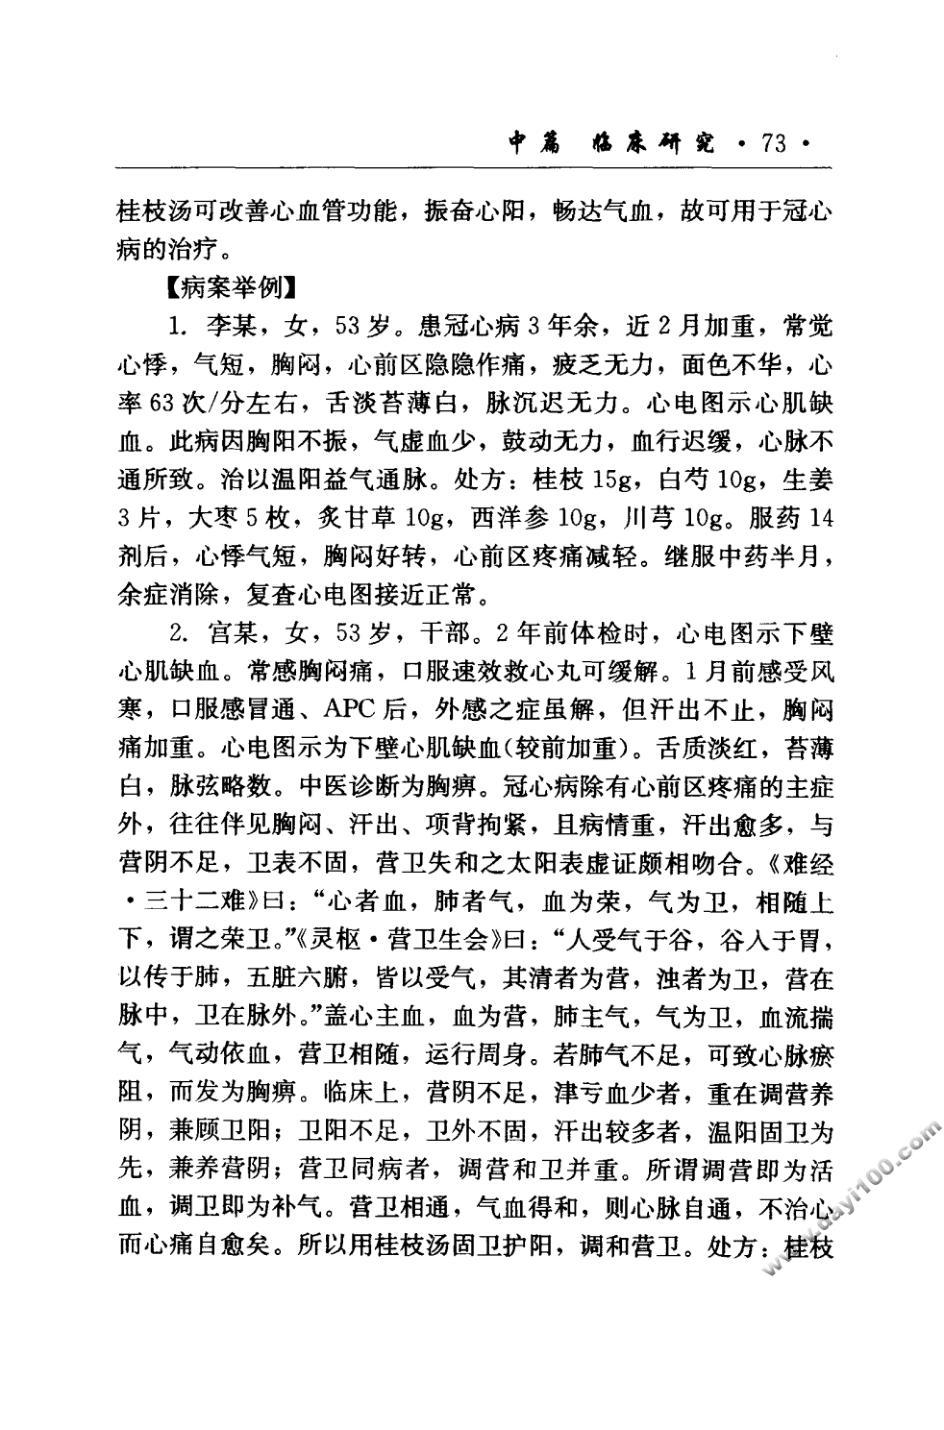 中篇 临床研究 · 73 ·
桂枝汤可改善心血管功能，振奋心阳，畅达气血，故可用于冠心
病的治疗。
【病案举例】
1. 李某，女，53 岁。患冠心病 3 年余，近 2 月加重，常觉
心悸，气短，胸闷，心前区隐隐作痛，疲乏无力，面色不华，心
率 63 次/分左右，舌淡苔薄白，脉沉迟无力。心电图示心肌缺
血。此病因胸阳不振，气虚血少，鼓动无力，血行迟缓，心脉不
通所致。治以温阳益气通脉。处方：桂枝 15g，白芍 10g，生姜
3 片，大枣 5 枚，炙甘草 10g，西洋参 10g，川芎 10g。服药 14
剂后，心悸气短，胸闷好转，心前区疼痛减轻。继服中药半月，
余症消除，复查心电图接近正常。
2. 宫某，女，53 岁，干部。2 年前体检时，心电图示下壁
心肌缺血。常感胸闷痛，口服速效救心丸可缓解。1 月前感受风
寒，口服感冒通、APC 后，外感之症虽解，但汗出不止，胸闷
痛加重。心电图示为下壁心肌缺血(较前加重)。舌质淡红，苔薄
白，脉弦略数。中医诊断为胸痹。冠心病除有心前区疼痛的主症
外，往往伴见胸闷、汗出、项背拘紧，且病情重，汗出愈多，与
营阴不足，卫表不固，营卫失和之太阳表虚证颇相吻合。《难经
·三十二难》曰：“心者血，肺者气，血为荣，气为卫，相随上
下，谓之荣卫。”《灵枢·营卫生会》曰：“人受气于谷，谷入于胃，
以传于肺，五脏六腑，皆以受气，其清者为营，浊者为卫，营在
脉中，卫在脉外。”盖心主血，血为营，肺主气，气为卫，血流揣
气，气动依血，营卫相随，运行周身。若肺气不足，可致心脉瘀
阻，而发为胸痹。临床上，营阴不足，津亏血少者，重在调营养
阴，兼顾卫阳；卫阳不足，卫外不固，汗出较多者，温阳固卫为
先，兼养营阴；营卫同病者，调营和卫并重。所谓调营即为活
血，调卫即为补气。营卫相通，气血得和，则心脉自通，不治心
而心痛自愈矣。所以用桂枝汤固卫护阳，调和营卫。处方：桂枝
www.dayi100.com